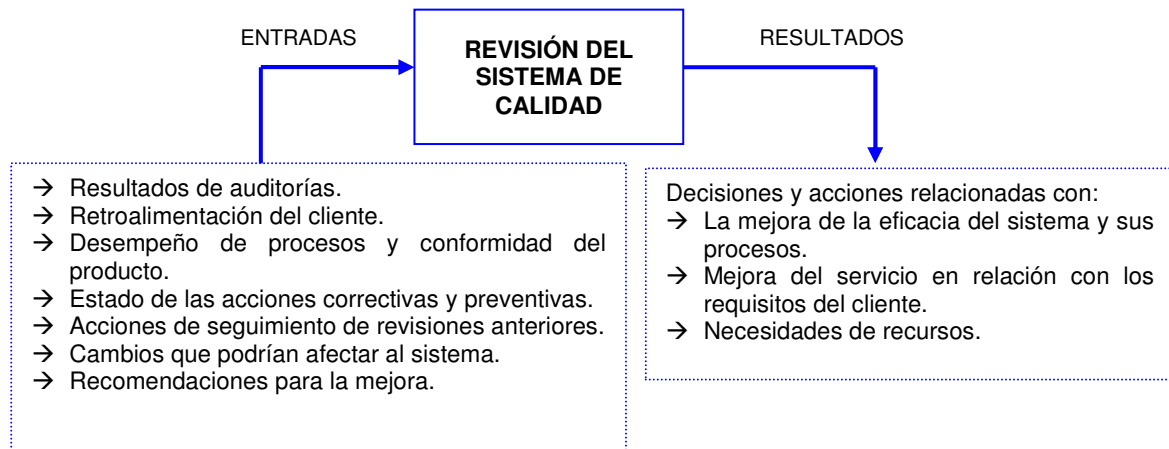 ENTRADAS
REVISIÓN DEL
SISTEMA DE
CALIDAD
RESULTADOS
→ Resultados de auditorías.
→ Retroalimentación del cliente.
→ Desempeño de procesos y conformidad del
producto.
→ Estado de las acciones correctivas y preventivas.
→ Acciones de seguimiento de revisiones anteriores.
→ Cambios que podrían afectar al sistema.
→ Recomendaciones para la mejora.
Decisiones y acciones relacionadas con:
→ La mejora de la eficacia del sistema y sus
procesos.
→ Mejora del servicio en relación con los
requisitos del cliente.
→ Necesidades de recursos.